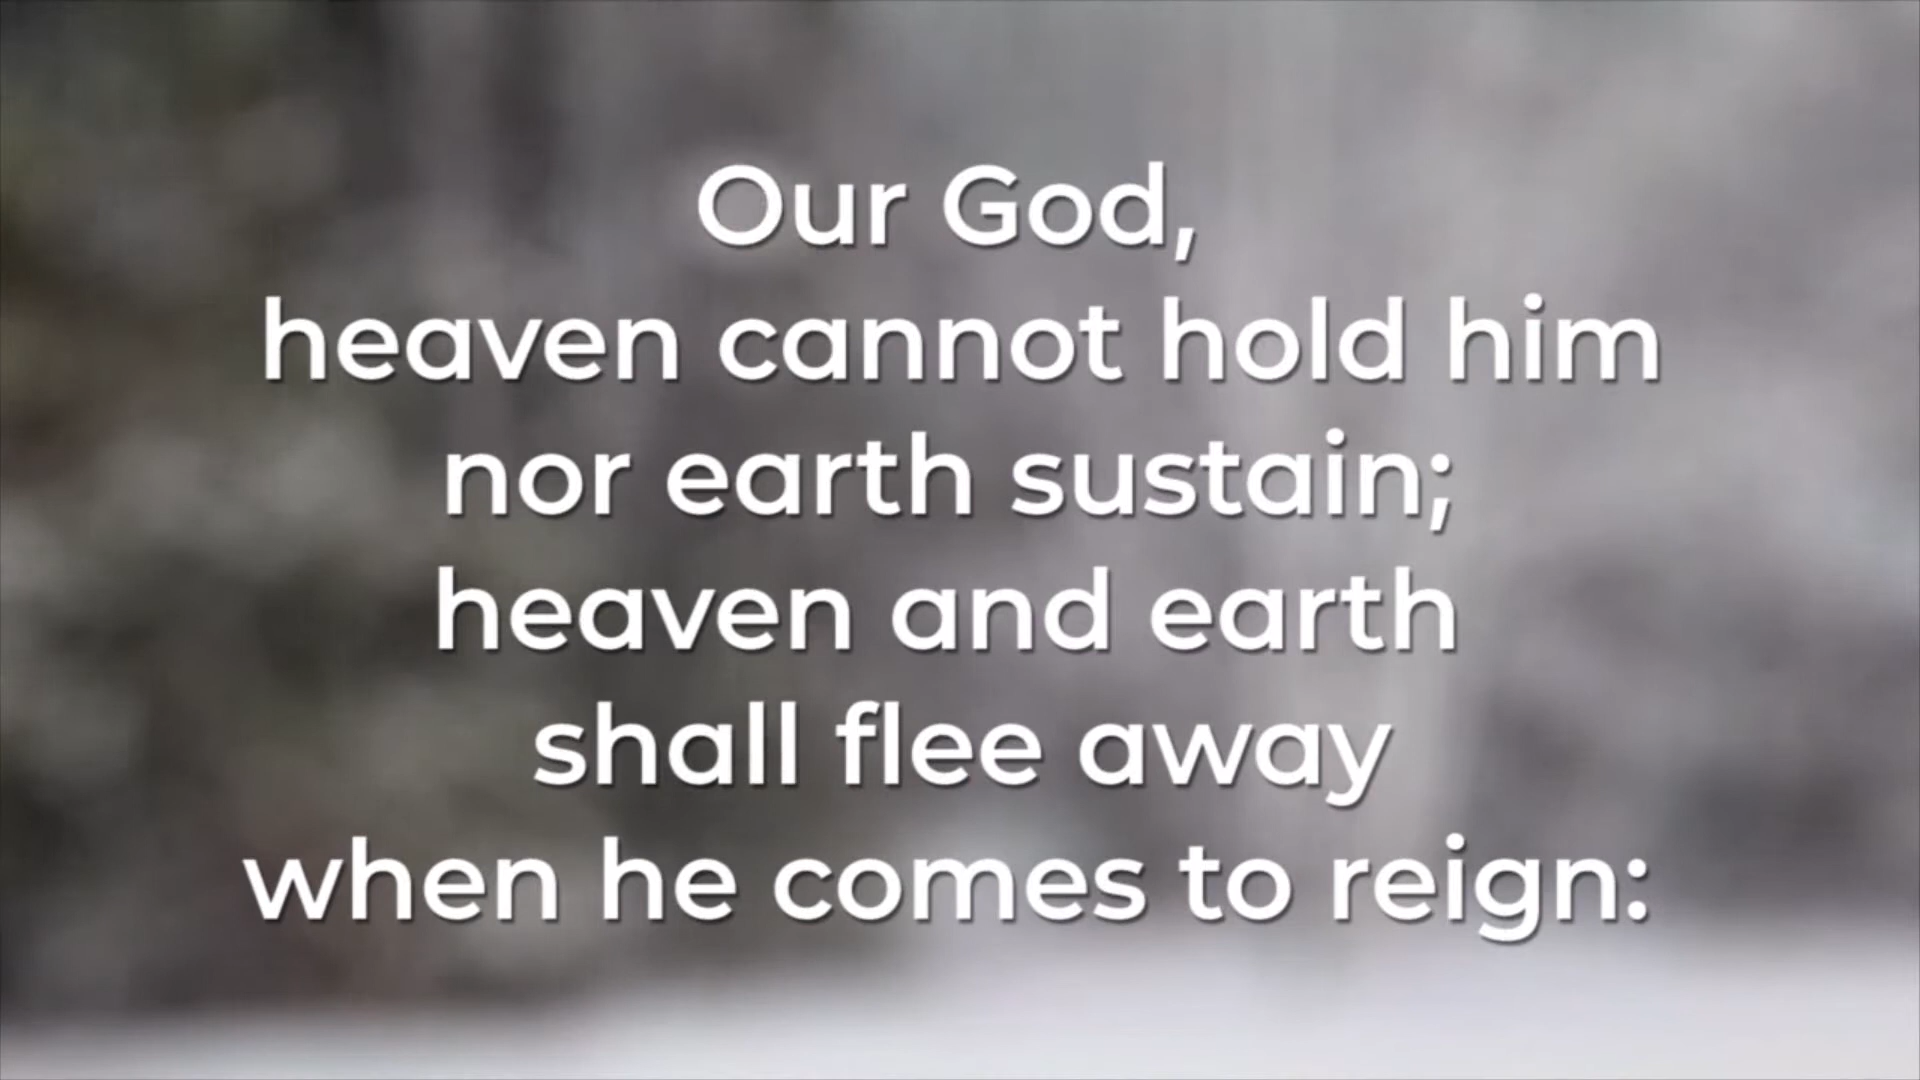 Our God,
heaven cannot hold him
nor earth sustain;
heaven and earth
shall flee away
when he comes to reign: